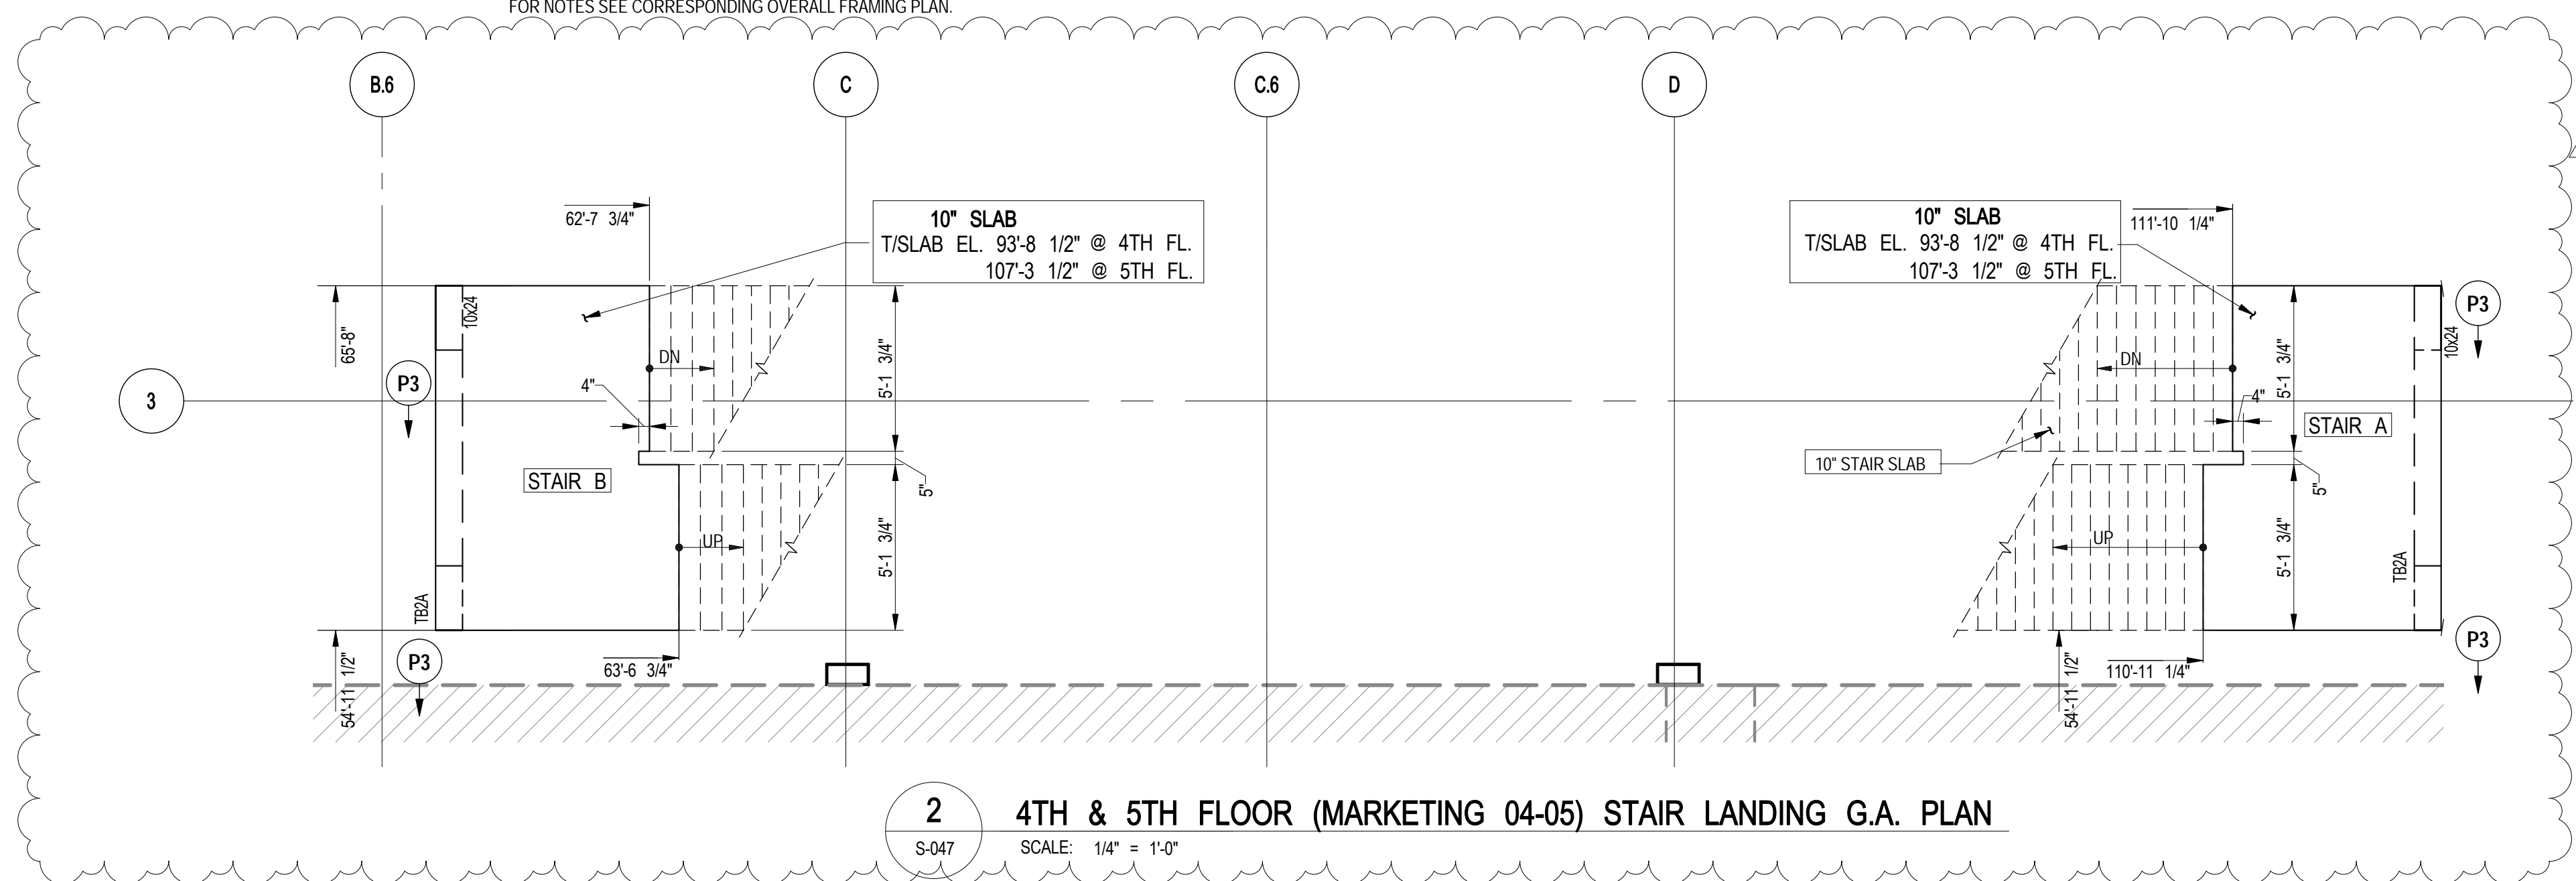 FOR NOTES SEE CORRESPONDING OVERALL FRAMING PLAN.
B.6
C
C.6
D
3
62'-7 3/4"
10" SLAB
T/SLAB EL. 93'-8 1/2" @ 4TH FL.
107'-3 1/2" @ 5TH FL.
10" SLAB
T/SLAB EL. 93'-8 1/2" @ 4TH FL.
107'-3 1/2" @ 5TH FL.
111'-10 1/4"
65'-8"
10x24
P3
DN
4"
5'-1 3/4"
STAIR B
5"
UP
5'-1 3/4"
TB2A
P3
54'-11 1/2"
63'-6 3/4"
DN
5'-1 3/4"
4"
STAIR A
10x24
P3
10" STAIR SLAB
5"
UP
5'-1 3/4"
TB2A
P3
54'-11 1/2"
110'-11 1/4"
2
S-047
4TH & 5TH FLOOR (MARKETING 04-05) STAIR LANDING G.A. PLAN
SCALE: 1/4" = 1'-0"